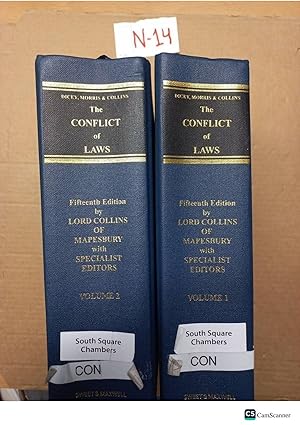 N-14
DICEY, MORRIS & COLLINS
The
CONFLICT
of
LAWS
Fifteenth Edition
by
LORD COLLINS
OF
MAPESBURY
with
SPECIALIST
EDITORS
VOLUME 2
South Square
Chambers
CON
SWEET & MAXWELL
DICEY, MORRIS & COLLINS
The
CONFLICT
of
LAWS
Fifteenth Edition
by
LORD COLLINS
OF
MAPESBURY
with
SPECIALIST
EDITORS
VOLUME 1
South Square
Chambers
CON
SWEET & MAXWELL
CS CamScanner